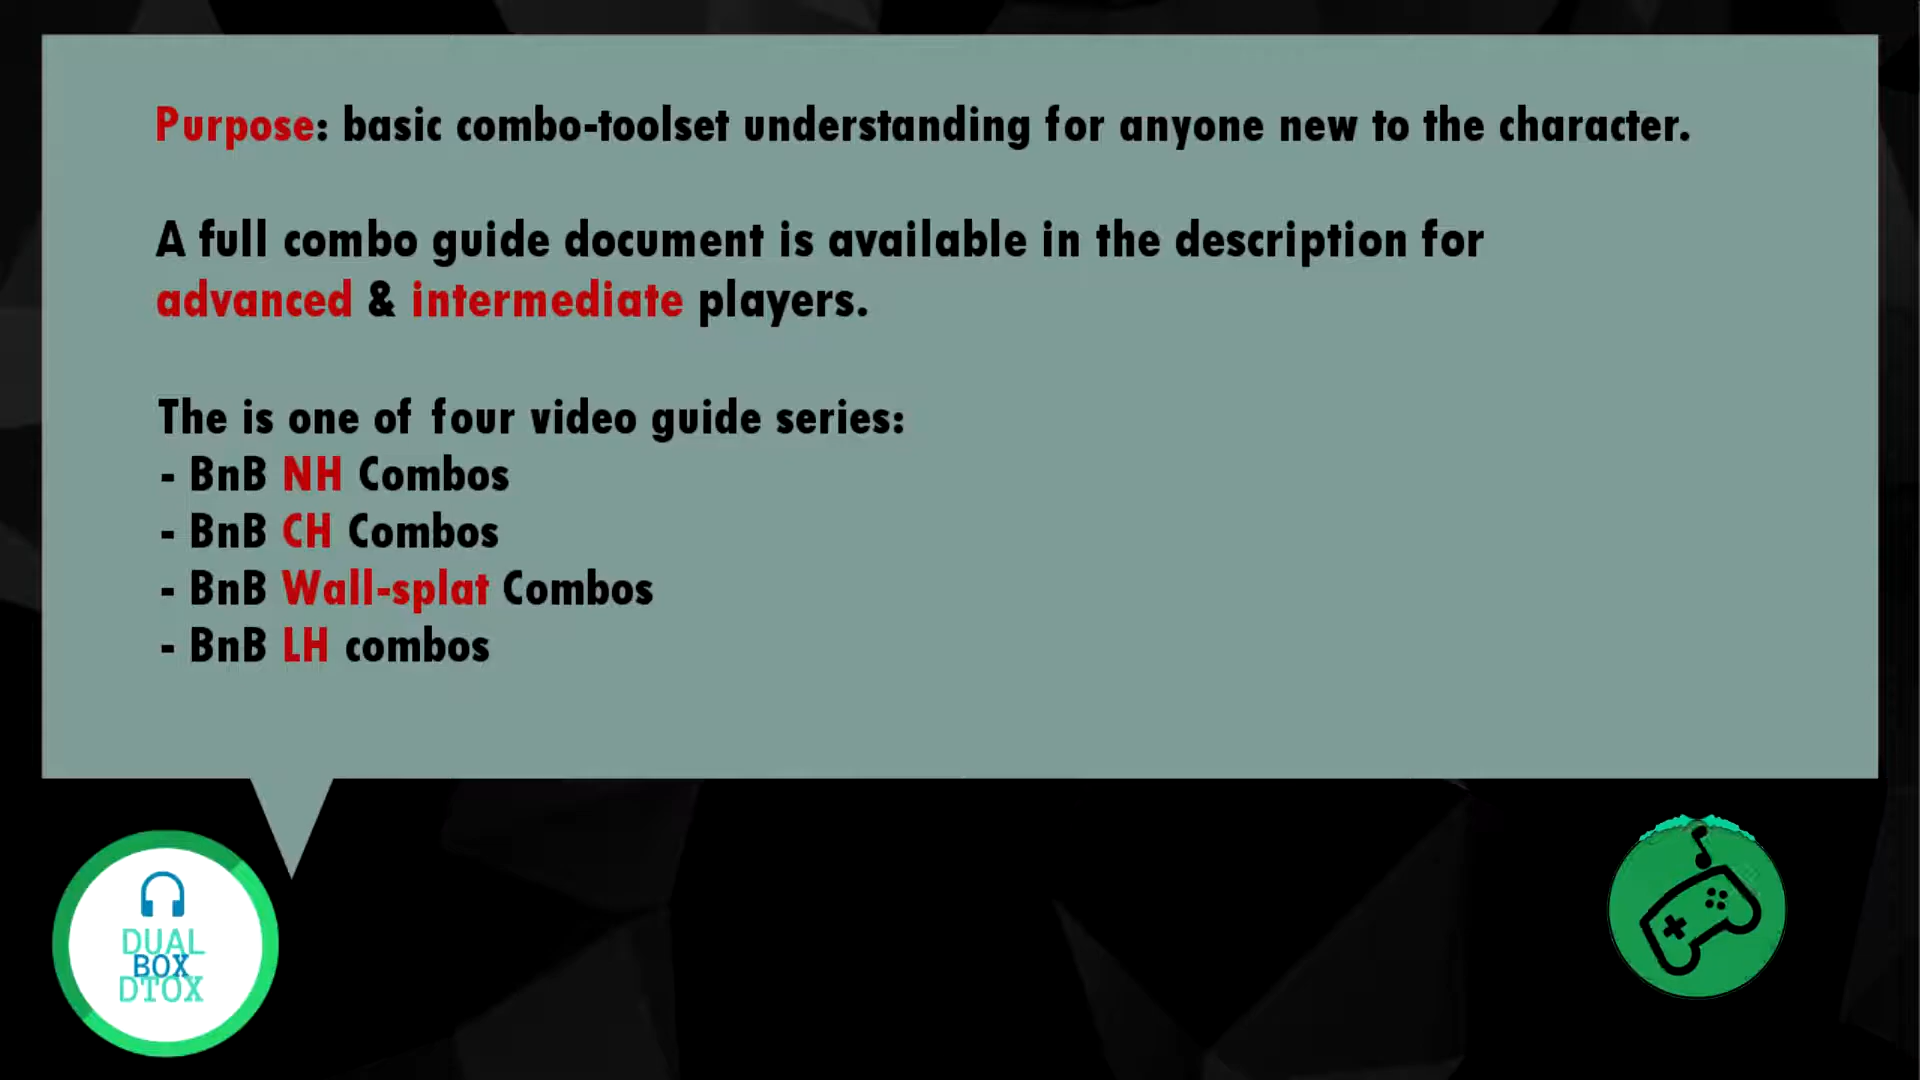 Purpose: basic combo-toolset understanding for anyone new to the character.
A full combo guide document is available in the description for
advanced & intermediate players.
The is one of four video guide series:
- BnB NH Combos
- BnB CH Combos
- BnB Wall-splat Combos
- BnB LH combos
DUAL
BOX
DTOX